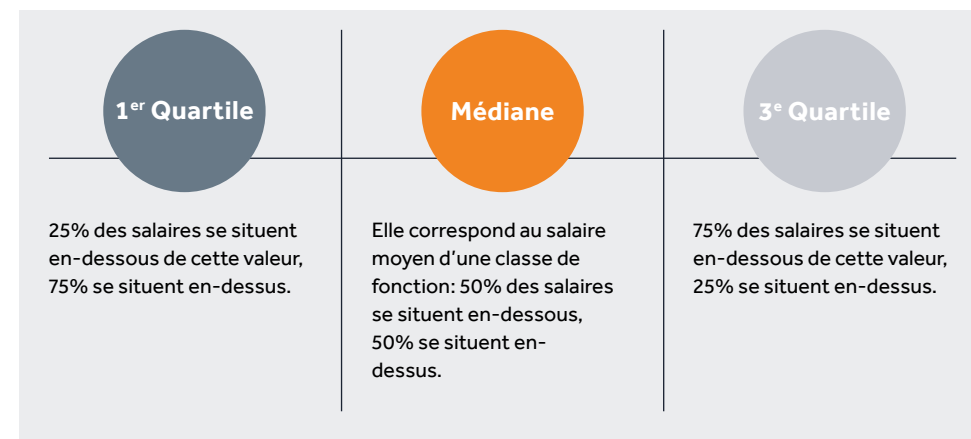 1er Quartile
25% des salaires se situent
en-dessous de cette valeur,
75% se situent en-dessus.
Médiane
Elle correspond au salaire
moyen d'une classe de
fonction: 50% des salaires
se situent en-dessous,
50% se situent en-
dessus.
3e Quartile
75% des salaires se situent
en-dessous de cette valeur,
25% se situent en-dessus.